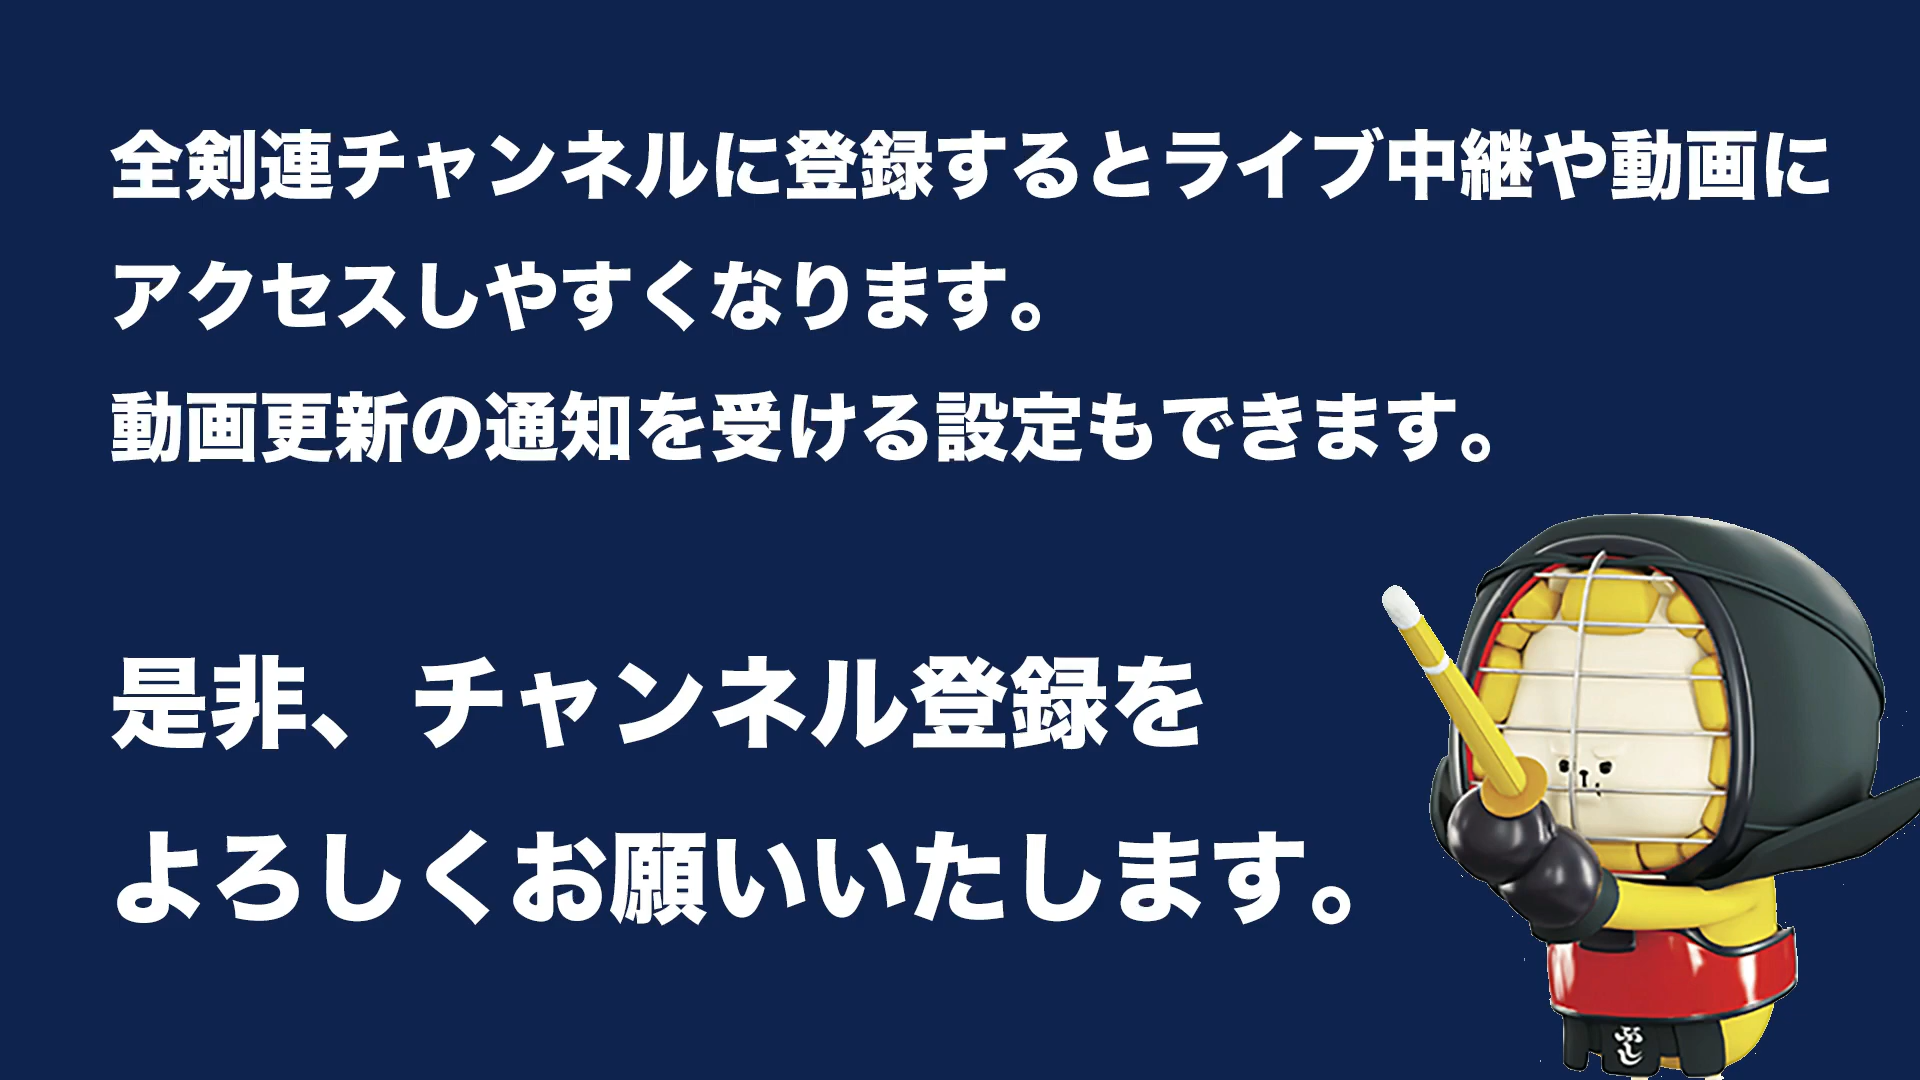 全剣連チャンネルに登録するとライブ中継や動画に
アクセスしやすくなります。
動画更新の通知を受ける設定もできます。
是非、チャンネル登録を
よろしくお願いいたします。
ぶし